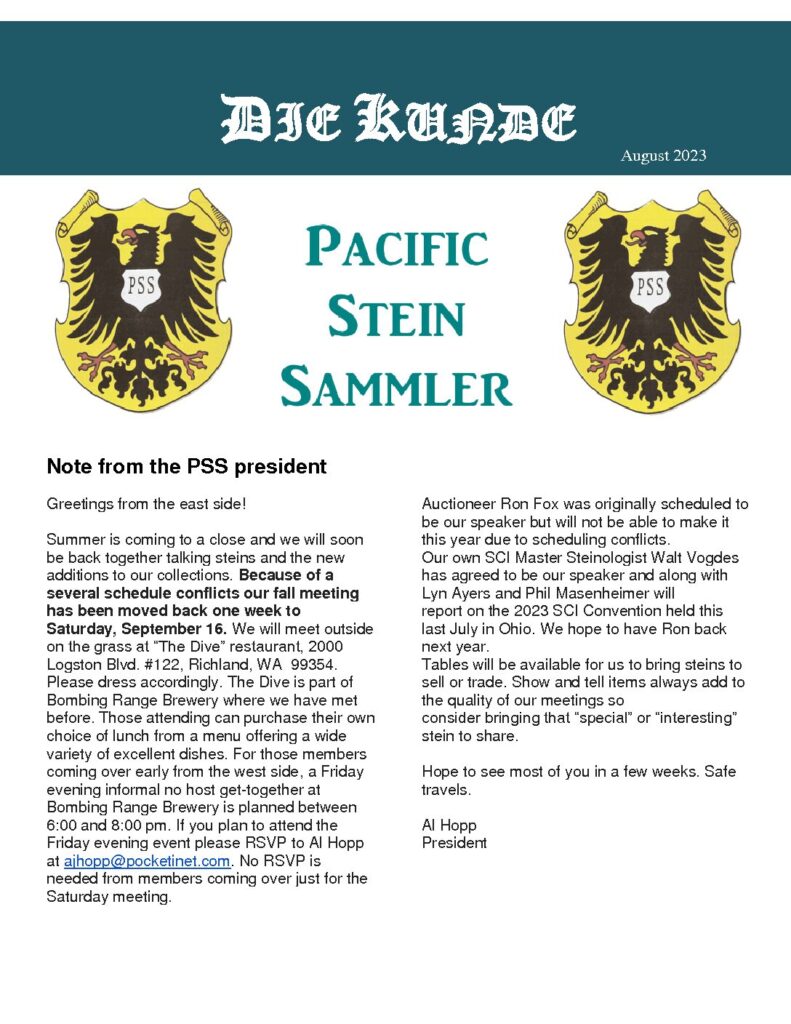 DIE KUNDE
August 2023
PSS
PACIFIC
STEIN
SAMMLER
PSS
Note from the PSS president
Greetings from the east side!
Summer is coming to a close and we will soon
be back together talking steins and the new
additions to our collections. Because of a
several schedule conflicts our fall meeting
has been moved back one week to
Saturday, September 16. We will meet outside
on the grass at “The Dive” restaurant, 2000
Logston Blvd. #122, Richland, WA  99354.
Please dress accordingly. The Dive is part of
Bombing Range Brewery where we have met
before. Those attending can purchase their own
choice of lunch from a menu offering a wide
variety of excellent dishes. For those members
coming over early from the west side, a Friday
evening informal no host get-together at
Bombing Range Brewery is planned between
6:00 and 8:00 pm. If you plan to attend the
Friday evening event please RSVP to Al Hopp
at ajhopp@pocketinet.com. No RSVP is
needed from members coming over just for the
Saturday meeting.
Auctioneer Ron Fox was originally scheduled to
be our speaker but will not be able to make it
this year due to scheduling conflicts.
Our own SCI Master Steinologist Walt Vogdes
has agreed to be our speaker and along with
Lyn Ayers and Phil Masenheimer will
report on the 2023 SCI Convention held this
last July in Ohio. We hope to have Ron back
next year.
Tables will be available for us to bring steins to
sell or trade. Show and tell items always add to
the quality of our meetings so
consider bringing that “special” or “interesting”
stein to share.
Hope to see most of you in a few weeks. Safe
travels.
Al Hopp
President